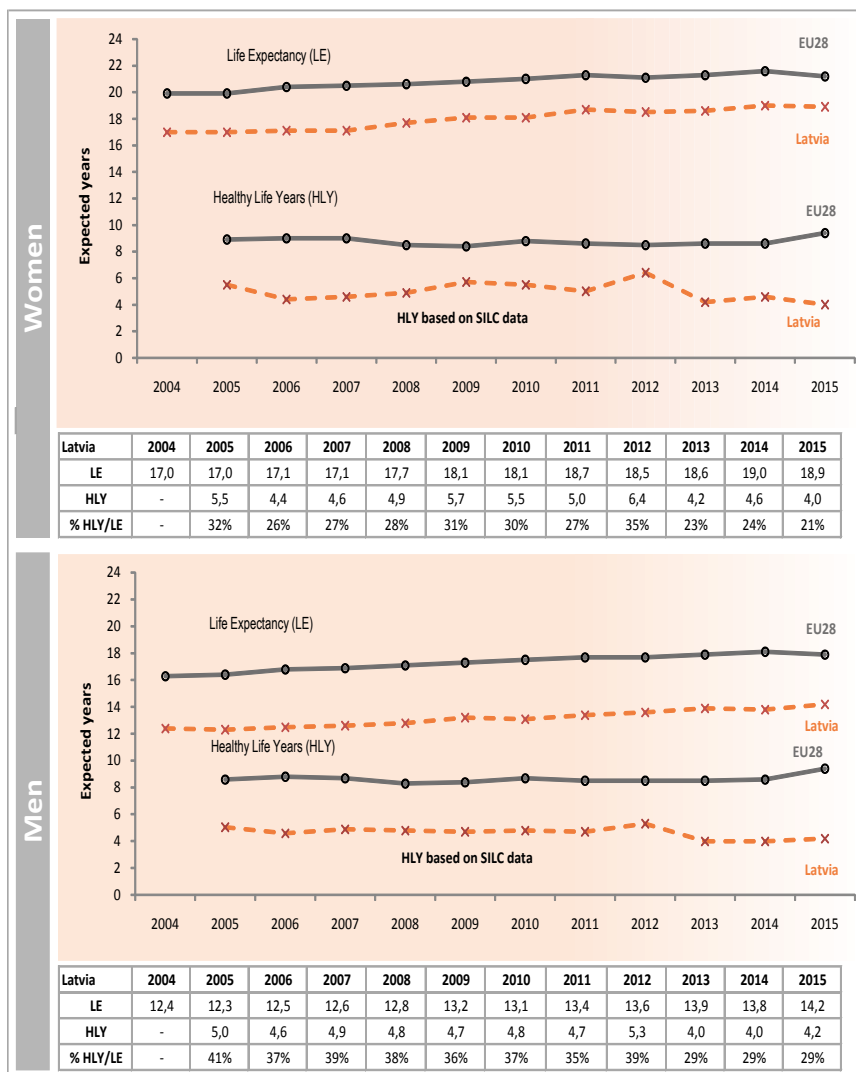 Women
Expected years
24
22
20
18
16
14
12
10
8
6
4
2
0
Life Expectancy (LE)
EU28
Latvia
Healthy Life Years (HLY)
EU28
HLY based on SILC data
Latvia
2004 2005 2006 2007 2008 2009 2010 2011 2012 2013 2014 2015
Latvia 2004 2005 2006 2007 2008 2009 2010 2011 2012 2013 2014 2015
LE 17,0 17,0 17,1 17,1 17,7 18,1 18,1 18,7 18,5 18,6 19,0 18,9
HLY - 5,5 4,4 4,6 4,9 5,7 5,5 5,0 6,4 4,2 4,6 4,0
% HLY/LE - 32% 26% 27% 28% 31% 30% 27% 35% 23% 24% 21%
Men
Expected years
24
22
20
18
16
14
12
10
8
6
4
2
0
Life Expectancy (LE)
EU28
Latvia
Healthy Life Years (HLY)
EU28
HLY based on SILC data
Latvia
2004 2005 2006 2007 2008 2009 2010 2011 2012 2013 2014 2015
Latvia 2004 2005 2006 2007 2008 2009 2010 2011 2012 2013 2014 2015
LE 12,4 12,3 12,5 12,6 12,8 13,2 13,1 13,4 13,6 13,9 13,8 14,2
HLY - 5,0 4,6 4,9 4,8 4,7 4,8 4,7 5,3 4,0 4,0 4,2
% HLY/LE - 41% 37% 39% 38% 36% 37% 35% 39% 29% 29% 29%